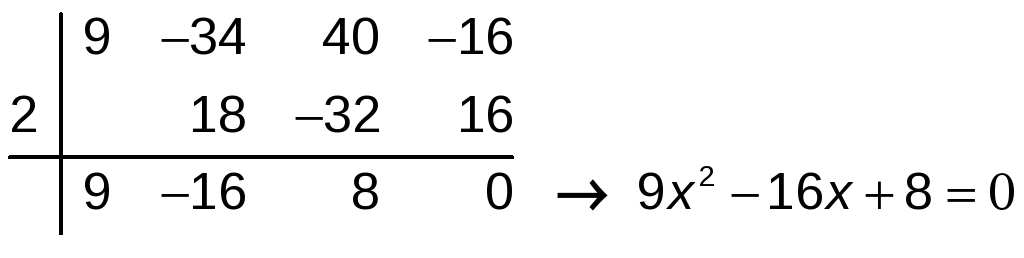 9 −34 40 −16
2 18 −32 16
9 −16 8 0 → 9x² − 16x + 8 = 0